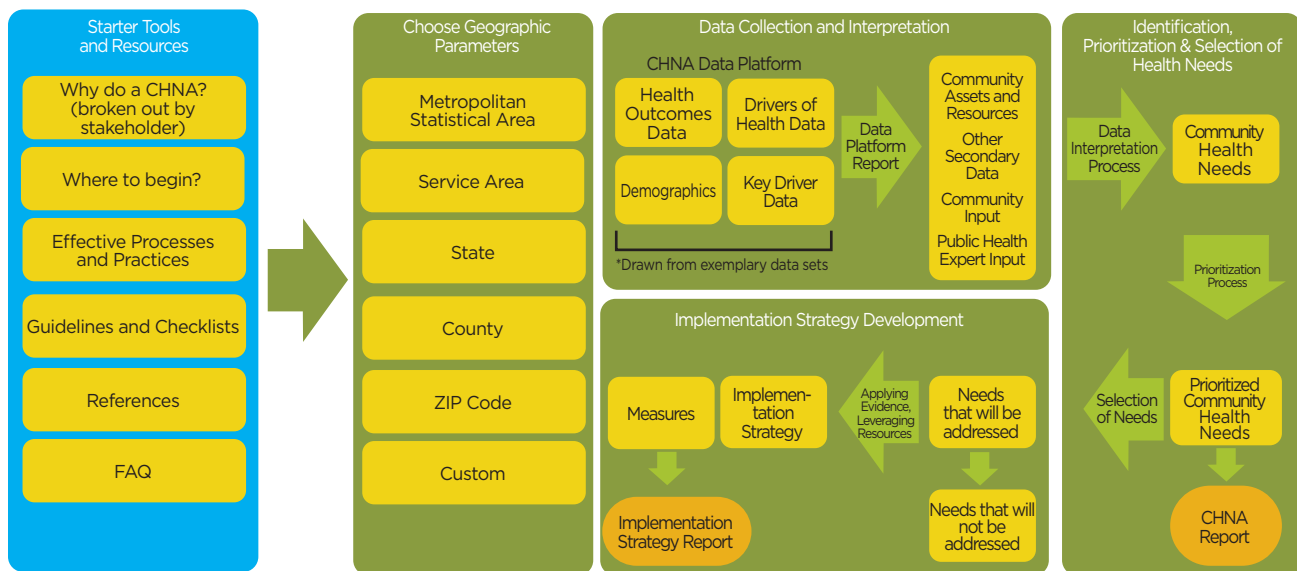 Starter Tools
and Resources
Why do a CHNA?
(broken out by
stakeholder)
Where to begin?
Effective Processes
and Practices
Guidelines and Checklists
References
FAQ
Choose Geographic
Parameters
Metropolitan
Statistical Area
Service Area
State
County
ZIP Code
Custom
Data Collection and Interpretation
CHNA Data Platform
Health
Outcomes
Data
Drivers of
Health Data
Demographics
Key Driver
Data
*Drawn from exemplary data sets
Data
Platform
Report
Community
Assets and
Resources
Other
Secondary
Data
Community
Input
Public Health
Expert Input
Identification,
Prioritization & Selection of
Health Needs
Data
Interpretation
Process
Community
Health
Needs
Prioritization
Process
Prioritized
Community
Health
Needs
CHNA
Report
Selection
of Needs
Implementation Strategy Development
Needs
that will be
addressed
Needs that will
not be
addressed
Applying
Evidence,
Leveraging
Resources
Implemen-
tation
Strategy
Measures
Implementation
Strategy Report